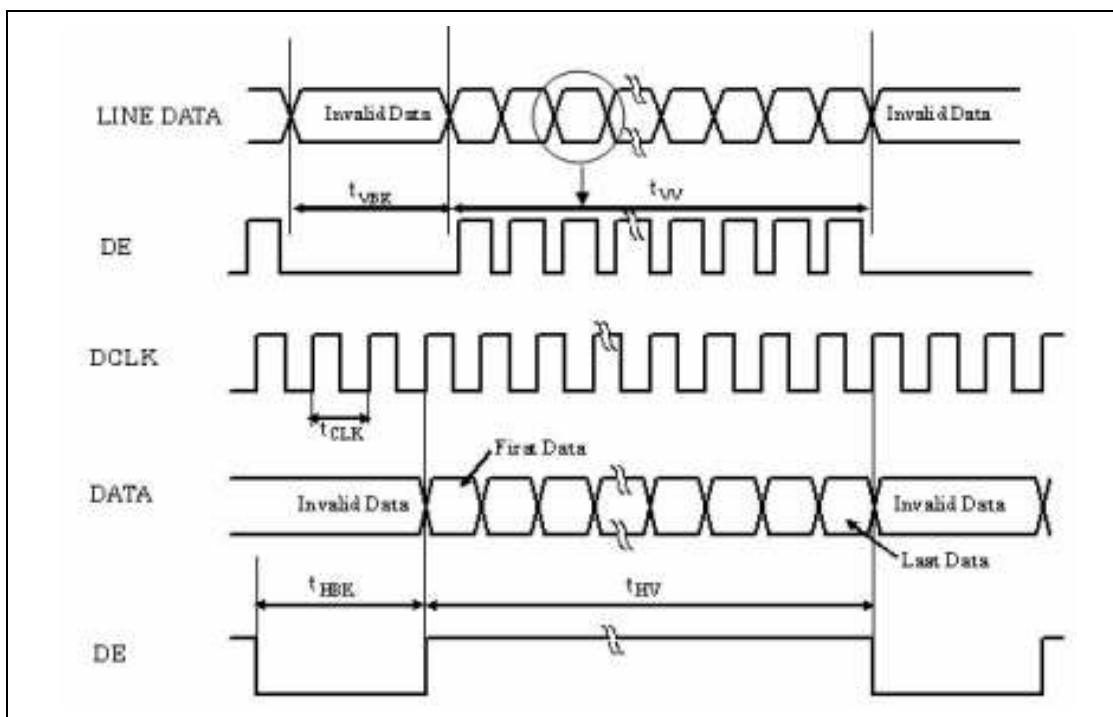 LINE DATA
Invalid Data
Invalid Data
tVBK
tVV
DE
DCLK
tCLK
First Data
DATA
Invalid Data
Invalid Data
Last Data
tHBK
tHV
DE